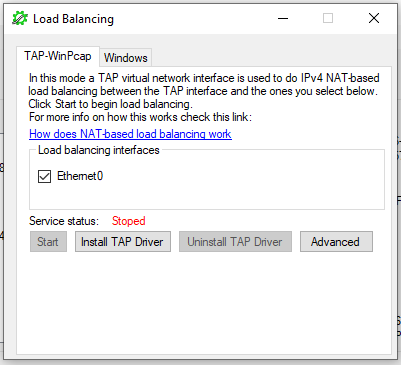 Load Balancing
TAP-WinPcap Windows
In this mode a TAP virtual network interface is used to do IPv4 NAT-based
load balancing between the TAP interface and the ones you select below.
Click Start to begin load balancing.
For more info on how this works check this link:
How does NAT-based load balancing work
Load balancing interfaces
Ethernet0
Service status: Stoped
Start Install TAP Driver Uninstall TAP Driver Advanced